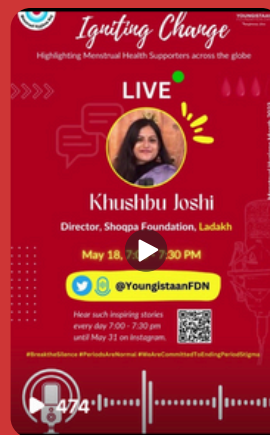 YOUNGISTAAN
Igniting Change
Highlighting Menstrual Health Supporters across the globe
LIVE
Khushbu Joshi
Director, Shoqpa Foundation, Ladakh
May 18, 7:30 PM
@YoungistaanFDN
Hear such inspiring stories
every day 7:00 - 7:30 pm
until May 31 on Instagram.
#BreaktheSilence #PeriodsAreNormal #WeAreCommittedToEndingPeriodStigma
474